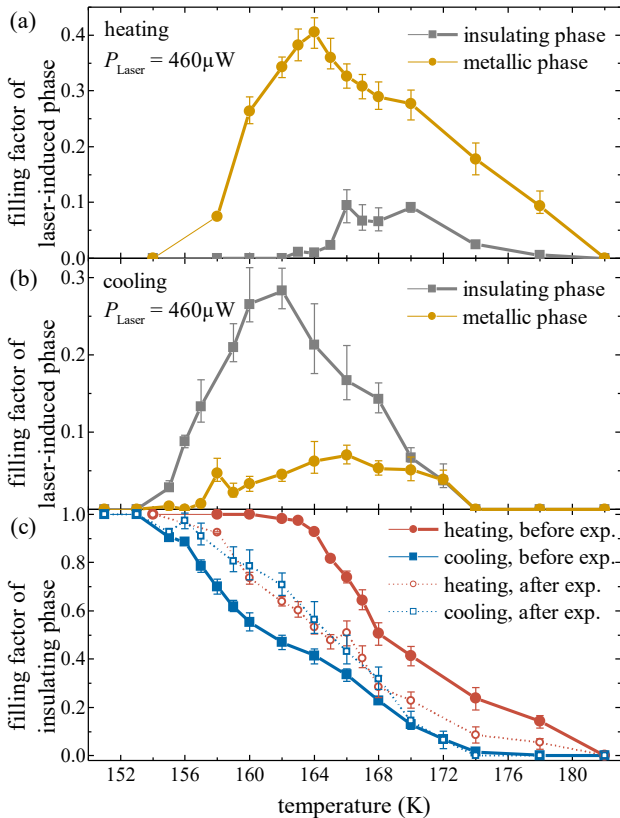 (a)
heating
P_Laser = 460µW
insulating phase
metallic phase
filling factor of
laser-induced phase
0.4
0.3
0.2
0.1
0.0
(b)
cooling
P_Laser = 460µW
insulating phase
metallic phase
filling factor of
laser-induced phase
0.3
0.2
0.1
(c)
heating, before exp.
cooling, before exp.
heating, after exp.
cooling, after exp.
filling factor of
insulating phase
1.0
0.8
0.6
0.4
0.2
0.0
152 156 160 164 168 172 176 180
temperature (K)